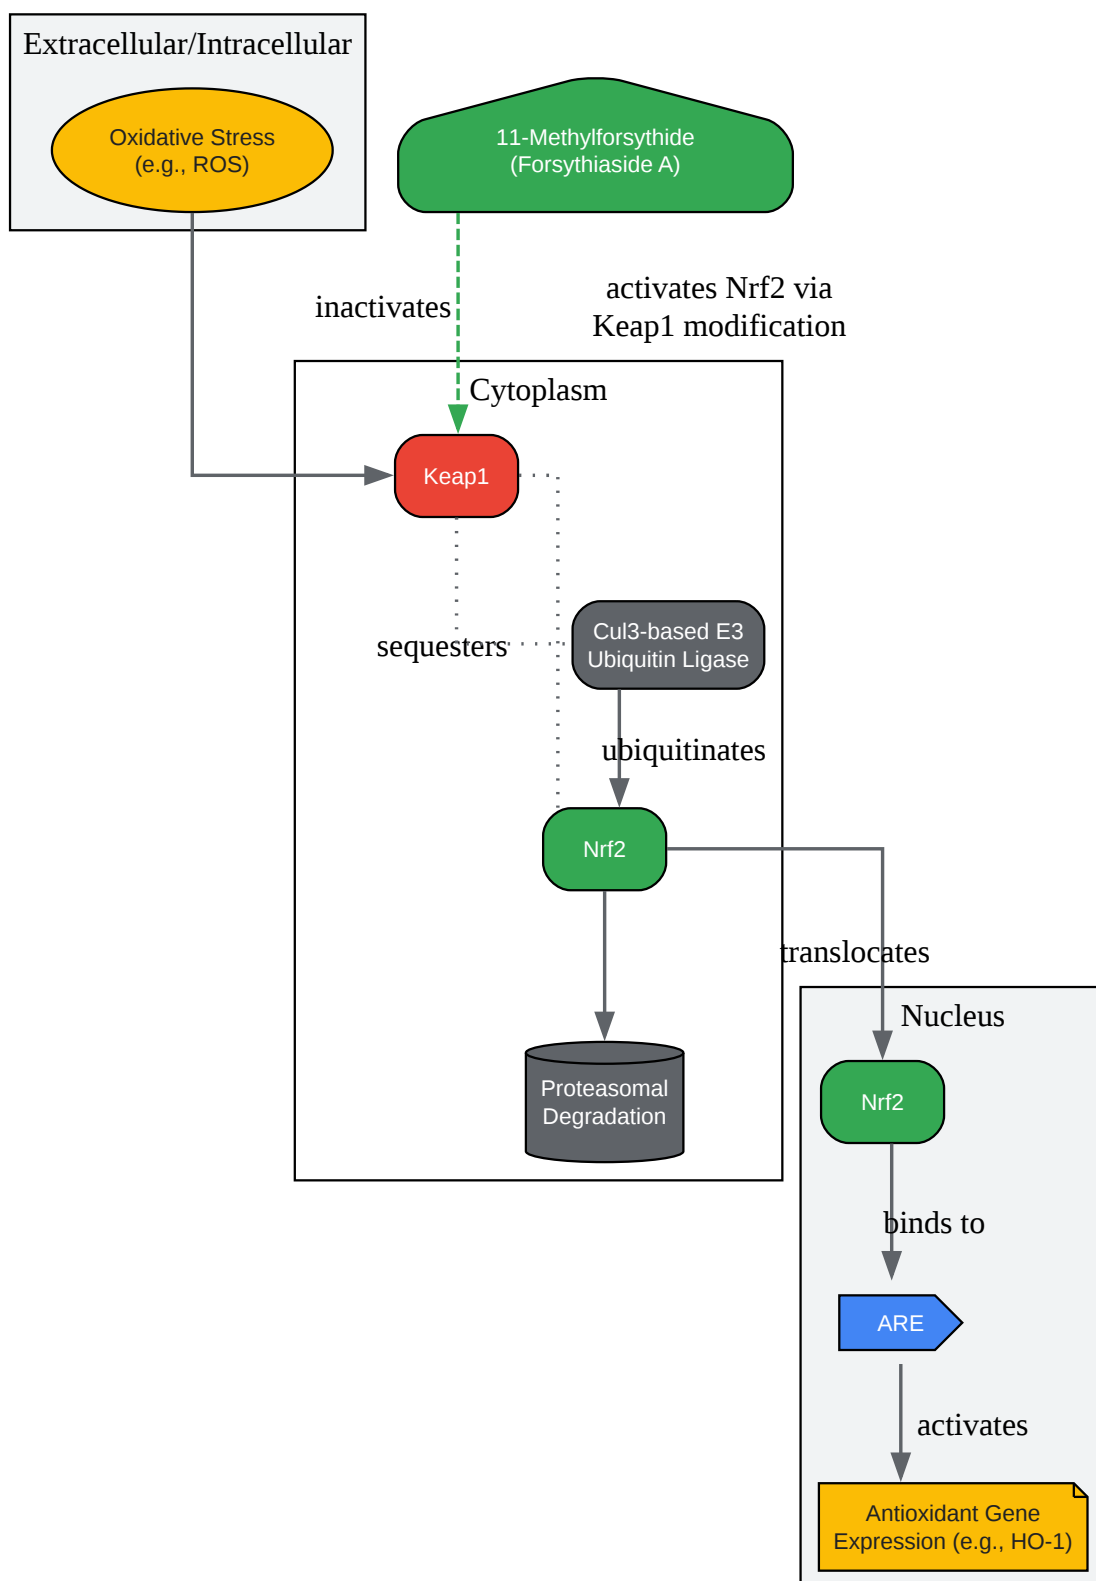 Extracellular/Intracellular
Oxidative Stress
(e.g., ROS)
11-Methylforsythide
(Forsythiaside A)
inactivates
activates Nrf2 via
Keap1 modification
Cytoplasm
Keap1
Cul3-based E3
Ubiquitin Ligase
sequesters
ubiquitinates
Nrf2
translocates
Nucleus
Proteasomal
Degradation
Nrf2
binds to
ARE
activates
Antioxidant Gene
Expression (e.g., HO-1)